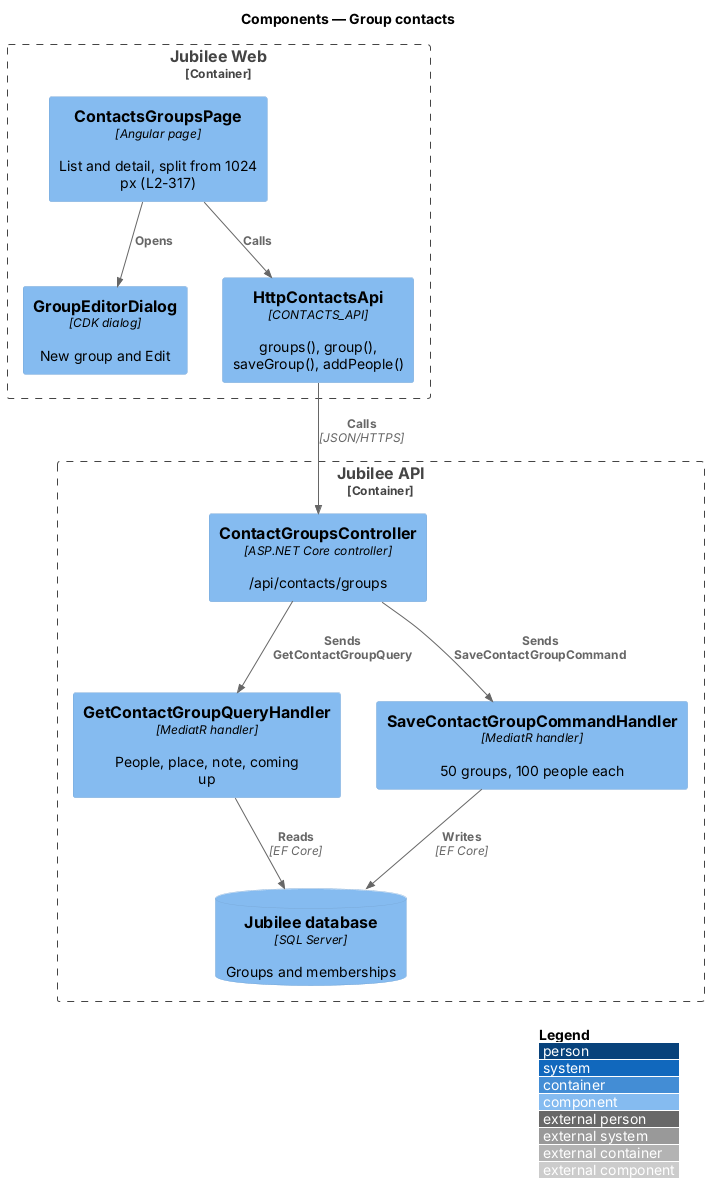 Components — Group contacts
Jubilee Web
[Container]
ContactsGroupsPage
[Angular page]
List and detail, split from 1024
px (L2-317)
Opens
Calls
GroupEditorDialog
[CDK dialog]
New group and Edit
HttpContactsApi
[CONTACTS_API]
groups(), group(),
saveGroup(), addPeople()
Calls
[JSON/HTTPS]
Jubilee API
[Container]
ContactGroupsController
[ASP.NET Core controller]
/api/contacts/groups
Sends
GetContactGroupQuery
Sends
SaveContactGroupCommand
GetContactGroupQueryHandler
[MediatR handler]
People, place, note, coming
up
SaveContactGroupCommandHandler
[MediatR handler]
50 groups, 100 people each
Reads
[EF Core]
Writes
[EF Core]
Jubilee database
[SQL Server]
Groups and memberships
Legend
person
system
container
component
external person
external system
external container
external component